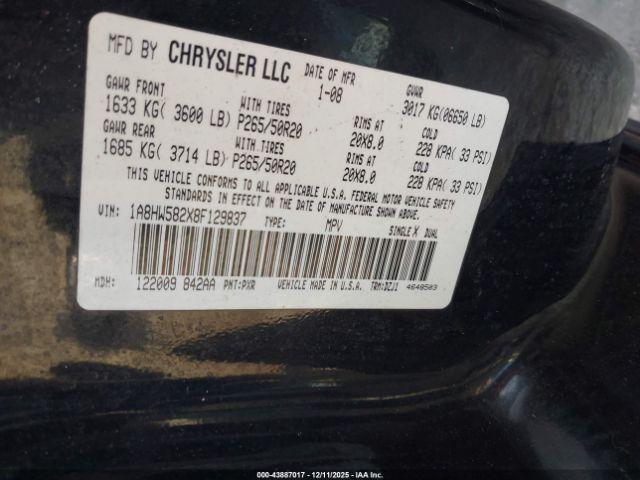 MFD BY CHRYSLER LLC DATE OF MFR GVWR
1-08 3017 KG(06650 LB)
GAWR FRONT WITH TIRES RIMS AT COLD
1633 KG( 3600 LB) P265/50R20 20X8.0 228 KPA( 33 PSI)
GAWR REAR WITH TIRES RIMS AT COLD
1685 KG( 3714 LB) P265/50R20 20X8.0 228 KPA( 33 PSI)
THIS VEHICLE CONFORMS TO ALL APPLICABLE U.S.A. FEDERAL MOTOR VEHICLE SAFETY
STANDARDS IN EFFECT ON THE DATE OF MANUFACTURE SHOWN ABOVE.
VIN: 1A8HW582X8F129837 TYPE: MPV SINGLE X DUAL
MDH: 122009 842AA PNT:PXR VEHICLE MADE IN U.S.A. TRM:DZJ1 4648503
000-43887017 - 12/11/2025 - IAA Inc.